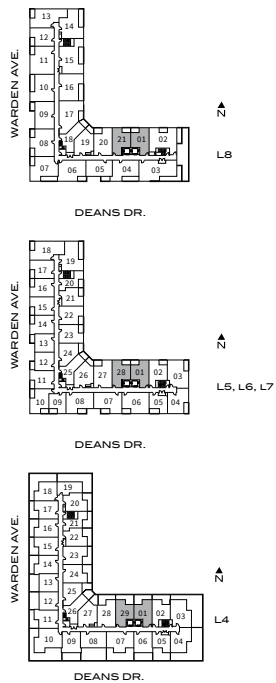 13 14
12
11 15
10 16
WARDEN AVE.
09 17
08 18 19 20 21 01 02
N
07 06 05 04 03
L8
DEANS DR.
18
17 19
16 20
15 21
WARDEN AVE.
14 22
13 23
12 24
N
11 25 26 27 28 01 02 03
L5, L6, L7
10 09 08 07 06 05 04
DEANS DR.
18 19
17 20
16 21
15 22
WARDEN AVE.
14 23
13 24
12 25
N
11 26 27 28 29 01 02 03
L4
10 09 08 07 06 05 04
DEANS DR.